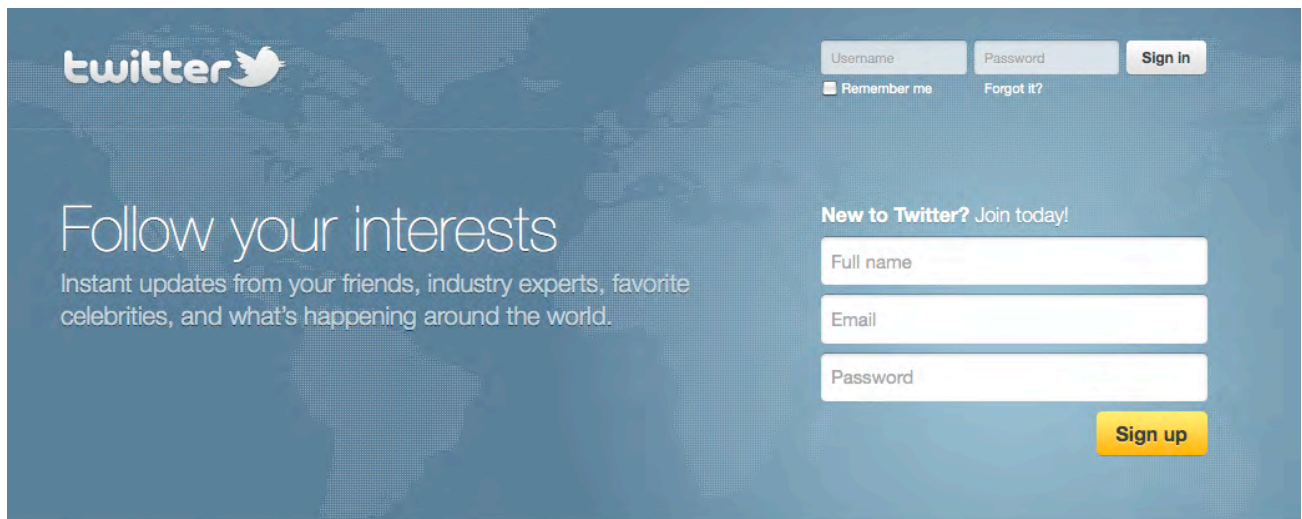 twitter
Username Password Sign in
Remember me Forgot it?
Follow your interests
Instant updates from your friends, industry experts, favorite
celebrities, and what's happening around the world.
New to Twitter? Join today!
Full name
Email
Password
Sign up